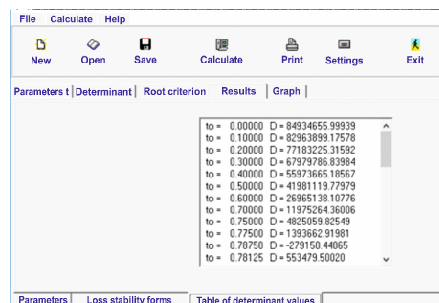 File Calculate Help
New Open Save Calculate Print Settings Exit
Parameters t Determinant Root criterion Results Graph
to = 0.00000 D = 84934655.99939
to = 0.10000 D = 82963899.17578
to = 0.20000 D = 77183225.31592
to = 0.30000 D = 67979786.83984
to = 0.40000 D = 55973665.18567
to = 0.50000 D = 41981119.77979
to = 0.60000 D = 26965138.10776
to = 0.70000 D = 11975264.36006
to = 0.75000 D = 4825059.82549
to = 0.77500 D = 1393662.91981
to = 0.78750 D = -279150.44065
to = 0.78125 D = 553479.50020
Parameters Loss stability forms Table of determinant values